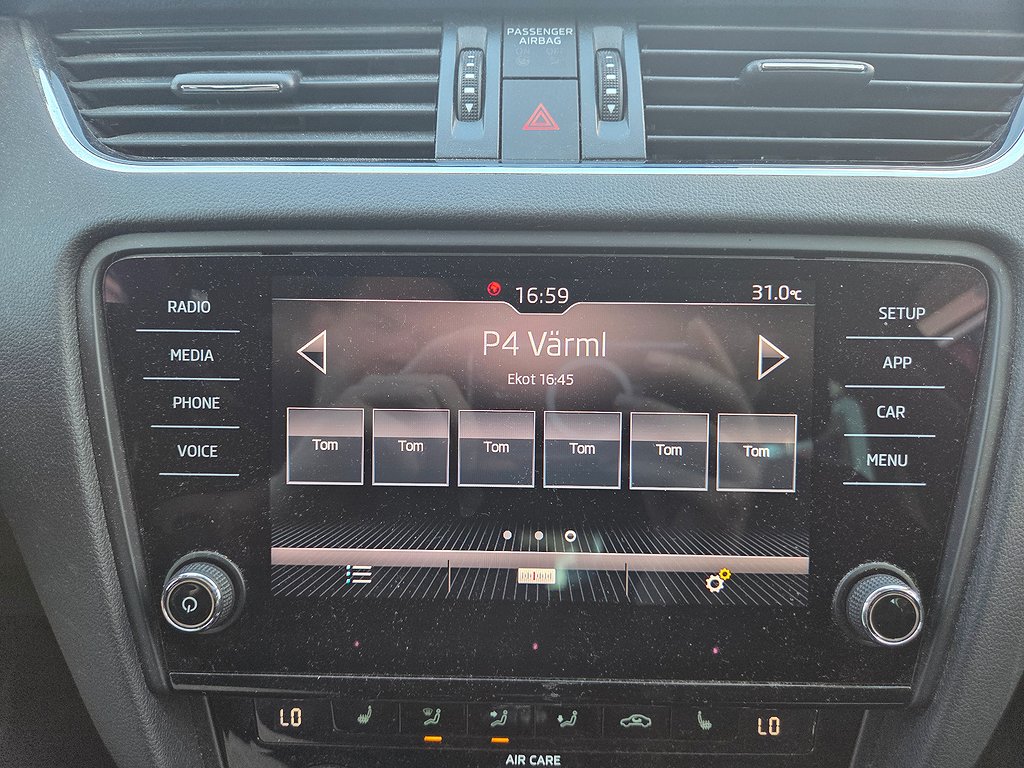 PASSENGER
AIRBAG
RADIO
MEDIA
PHONE
VOICE
16:59
31.0°C
P4 Värml
Ekot 16:45
Tom Tom Tom Tom Tom Tom
SETUP
APP
CAR
MENU
LO
LO
AIR CARE